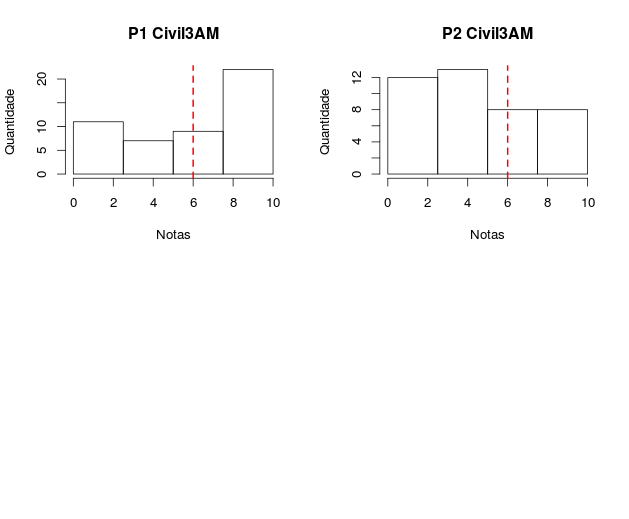 P1 Civil3AM
Quantidade
20
10
5
0
0 2 4 6 8 10
Notas
P2 Civil3AM
Quantidade
12
8
4
0
0 2 4 6 8 10
Notas